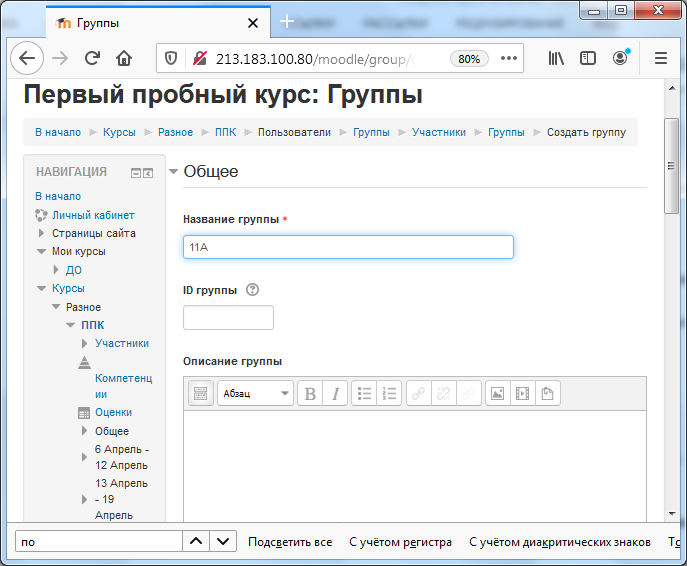 Группы
213.183.100.80/moodle/group/
80%
Первый пробный курс: Группы
В начало ► Курсы ► Разное ► ППК ► Пользователи ► Группы ► Участники ► Группы ► Создать группу
НАВИГАЦИЯ
В начало
Личный кабинет
Страницы сайта
Мои курсы
ДО
Курсы
Разное
ППК
Участники
Компетенц
ии
Оценки
Общее
6 Апрель -
12 Апрель
13 Апрель
- 19
Апрель
Общее
Название группы *
11А
ID группы ?
Описание группы
Абзац B I
по
Подсветить все С учётом регистра С учётом диакритических знаков